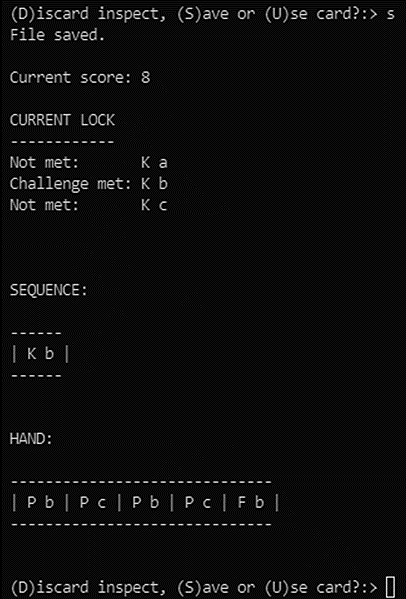 (D)iscard inspect, (S)ave or (U)se card?:> s
File saved.
Current score: 8
CURRENT LOCK
------------
Not met:       K a
Challenge met: K b
Not met:       K c
SEQUENCE:
------
| K b |
------
HAND:
------------------------------
| P b | P c | P b | P c | F b |
------------------------------
(D)iscard inspect, (S)ave or (U)se card?:>